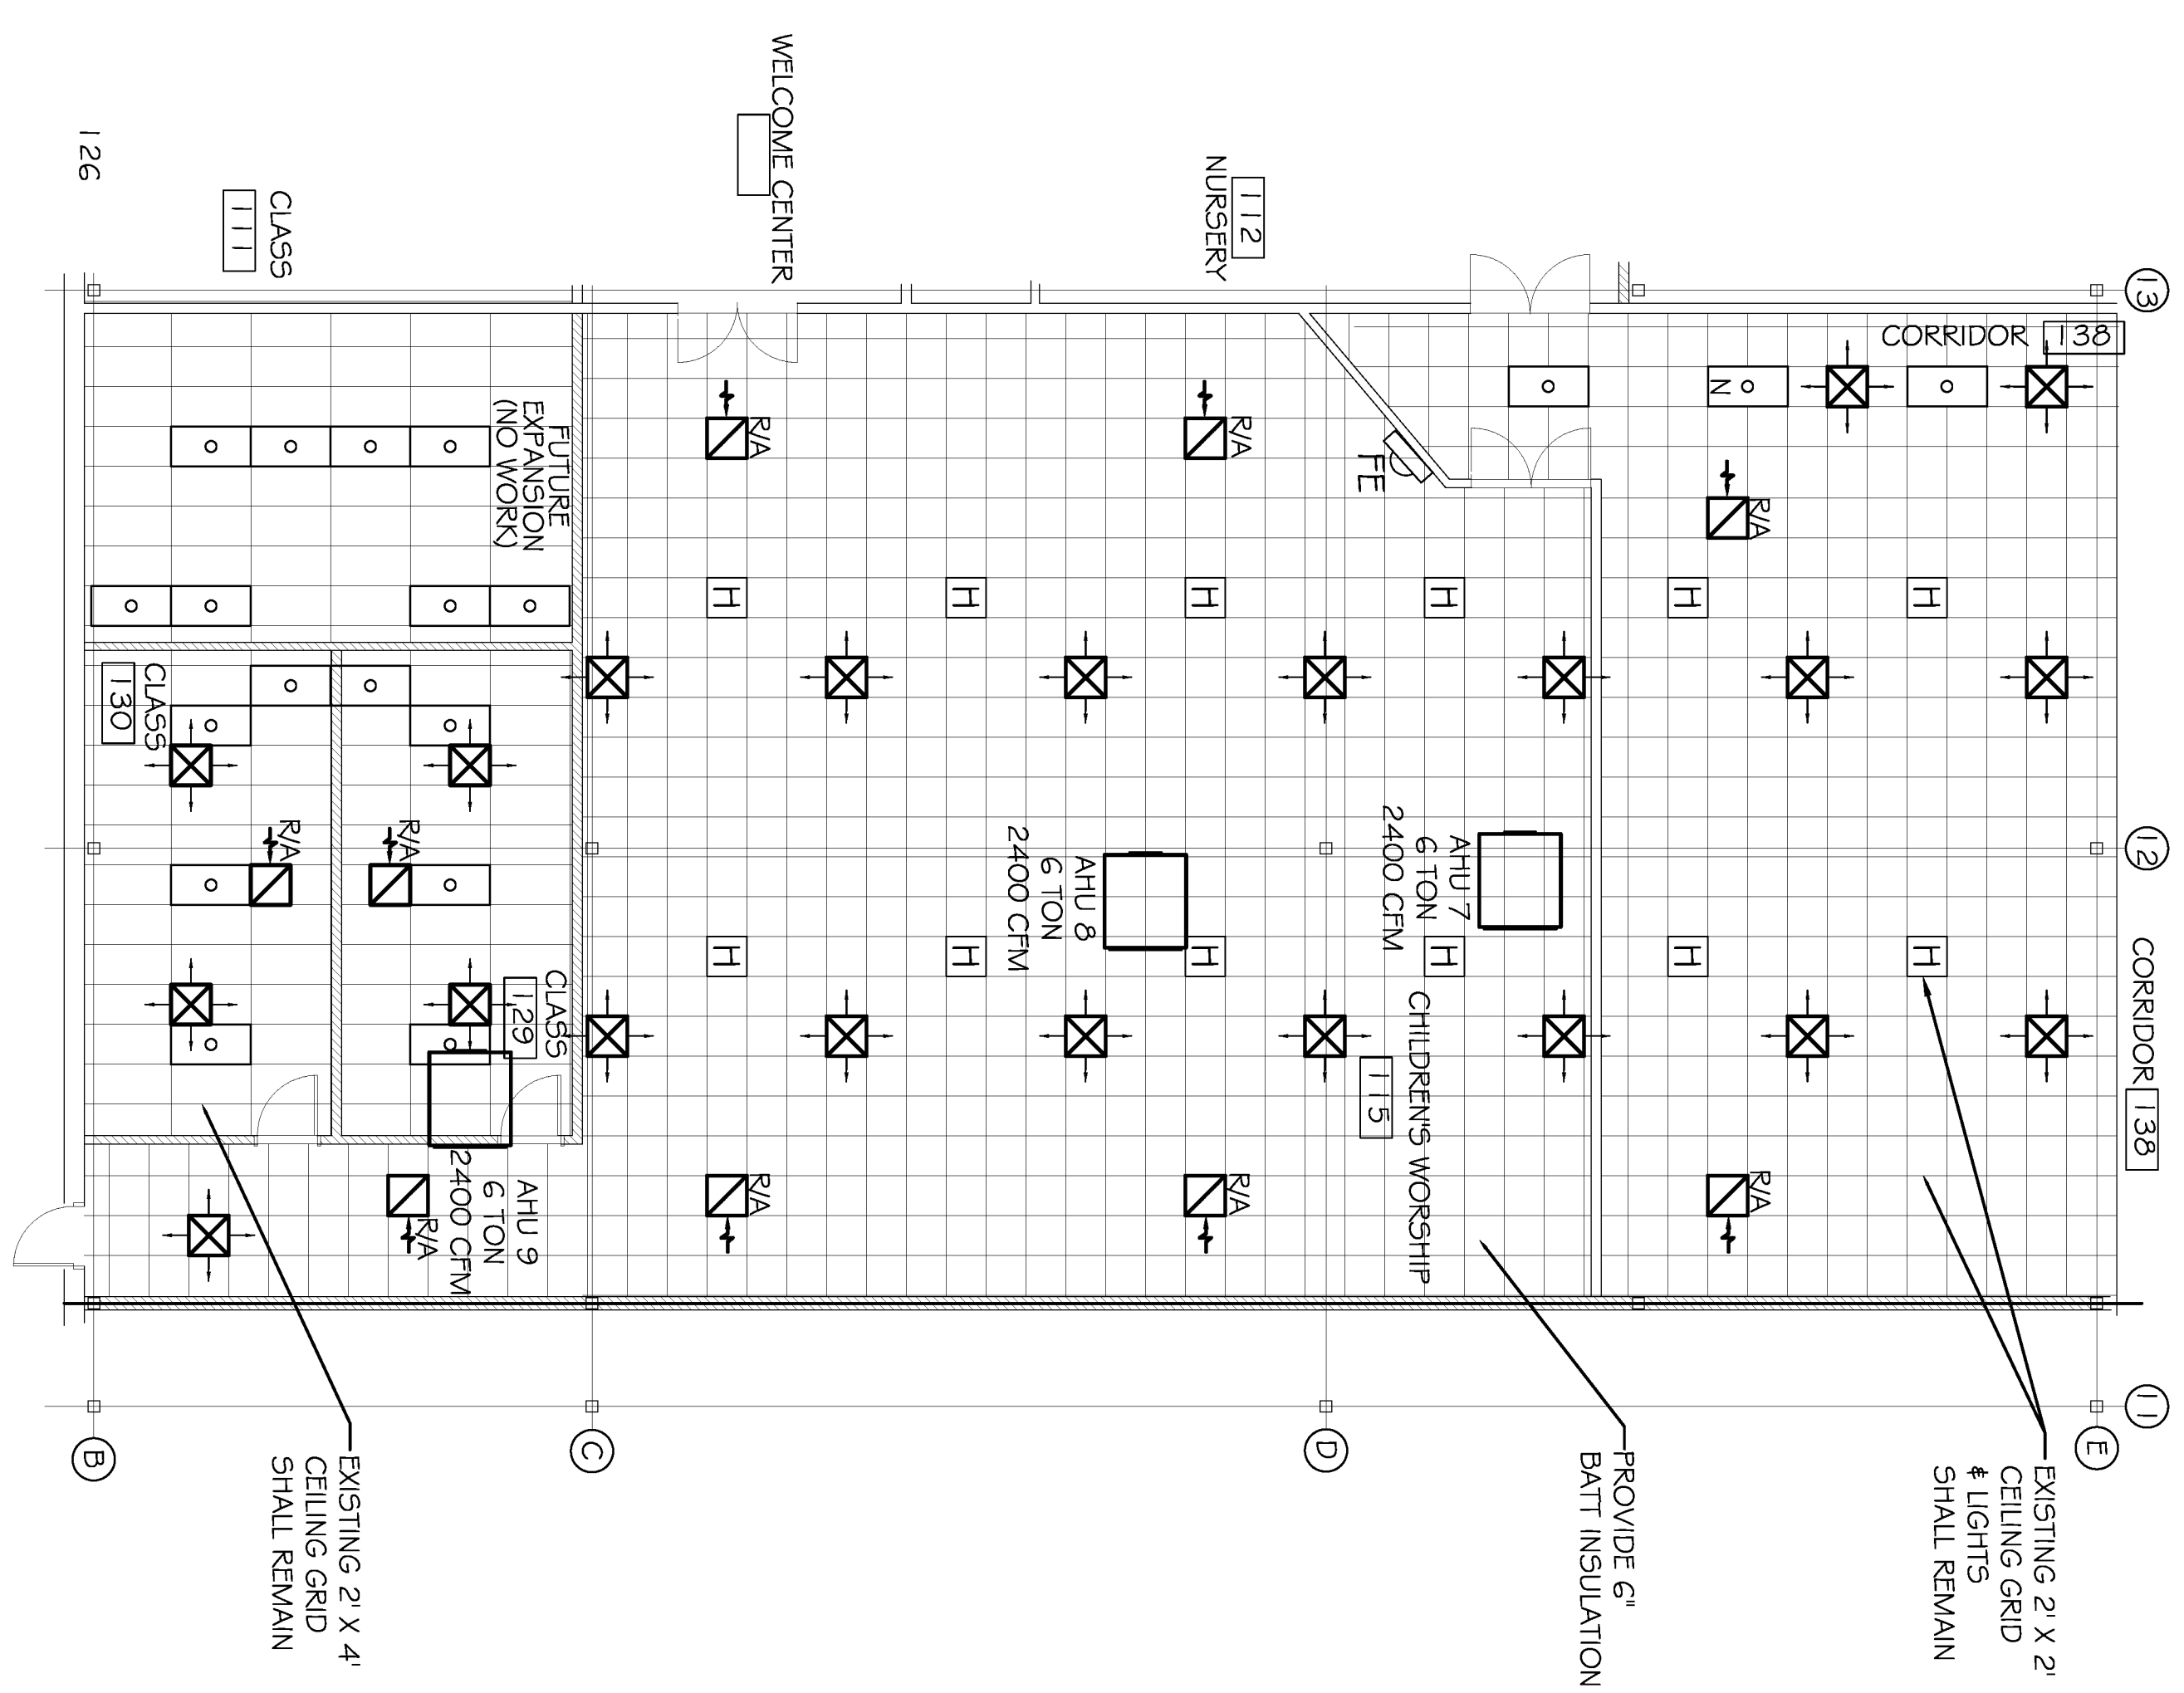 13
CORRIDOR 138
12
CORRIDOR 138
11
E
EXISTING 2' X 2'
CEILING GRID
& LIGHTS
SHALL REMAIN
N
R/A
H
H
H
H
R/A
112
NURSERY
FE
H
H
H
H
AHU 7
6 TON
2400 CFM
H
H
H
H
CHILDREN'S WORSHIP
115
PROVIDE 6"
BATT INSULATION
D
AHU 8
6 TON
2400 CFM
WELCOME CENTER
R/A
R/A
R/A
R/A
C
CLASS
111
126
FUTURE
EXPANSION
(NO WORK)
CLASS
130
R/A
R/A
CLASS
129
AHU 9
6 TON
2400 CFM
R/A
B
EXISTING 2' X 4'
CEILING GRID
SHALL REMAIN